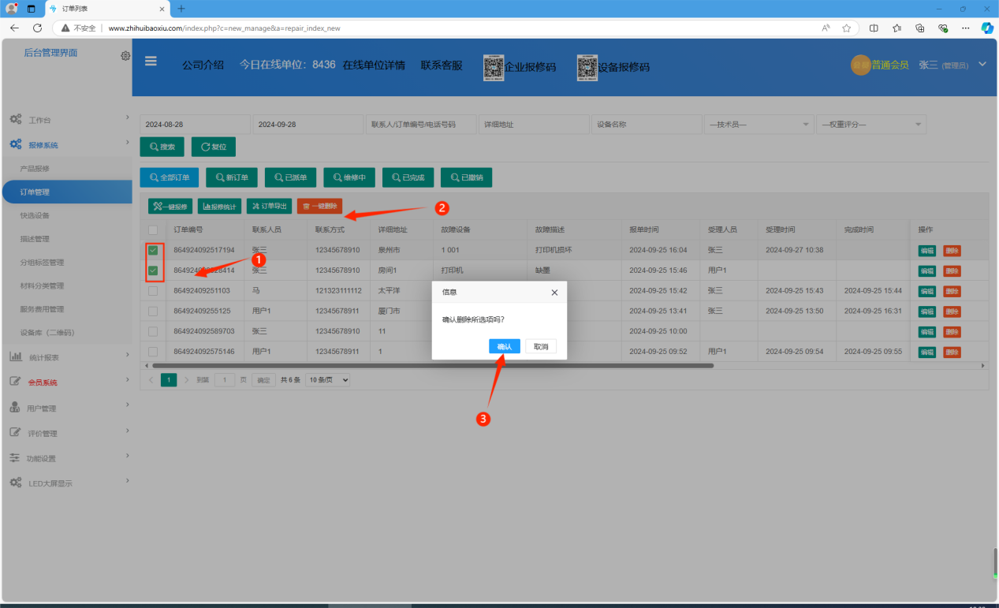 订单列表
不安全 www.zhihuibaoxiu.com/index.php?c=new_manage&a=repair_index_new
后台管理界面
公司介绍 今日在线单位：8436 在线单位详情 联系客服 企业报修码 设备报修码 普通会员 张三 (管理员)
工作台
报修系统
产品报修
订单管理
快选设备
描述管理
分组标签管理
材料分类管理
服务费用管理
设备库（二维码）
统计报表
会员系统
用户管理
评价管理
功能设置
LED大屏显示
2024-08-28 2024-09-28 联系人/订单编号/电话号码 详细地址 设备名称 —技术员— —权重评分—
搜索 复位
全部订单 新订单 已派单 维修中 已完成 已撤销
一键报修 报修统计 订单导出 一键删除
2
订单编号 联系人员 联系方式 详细地址 故障设备 故障描述 报单时间 受理人员 受理时间 完成时间 操作
864924092517194 张三 12345678910 泉州市 1 001 打印机损坏 2024-09-25 16:04 张三 2024-09-27 10:38 编辑 删除
1
张三 12345678910 房间1 打印机 缺墨 2024-09-25 15:46 用户1 编辑 删除
86492409251103 马 121323111112 太平洋 2024-09-25 15:42 张三 2024-09-25 15:43 2024-09-25 15:44 编辑 删除
86492409255125 用户1 12345678911 厦门市 2024-09-25 13:41 张三 2024-09-25 13:50 2024-09-25 16:31 编辑 删除
864924092589703 张三 12345678910 11 2024-09-25 10:00 编辑 删除
864924092575146 用户1 12345678911 1 2024-09-25 09:52 用户1 2024-09-25 09:54 2024-09-25 09:55 编辑 删除
信息
确认删除所选项吗?
确认 取消
1 到第 1 页 确定 共 6 条 10 条/页
3